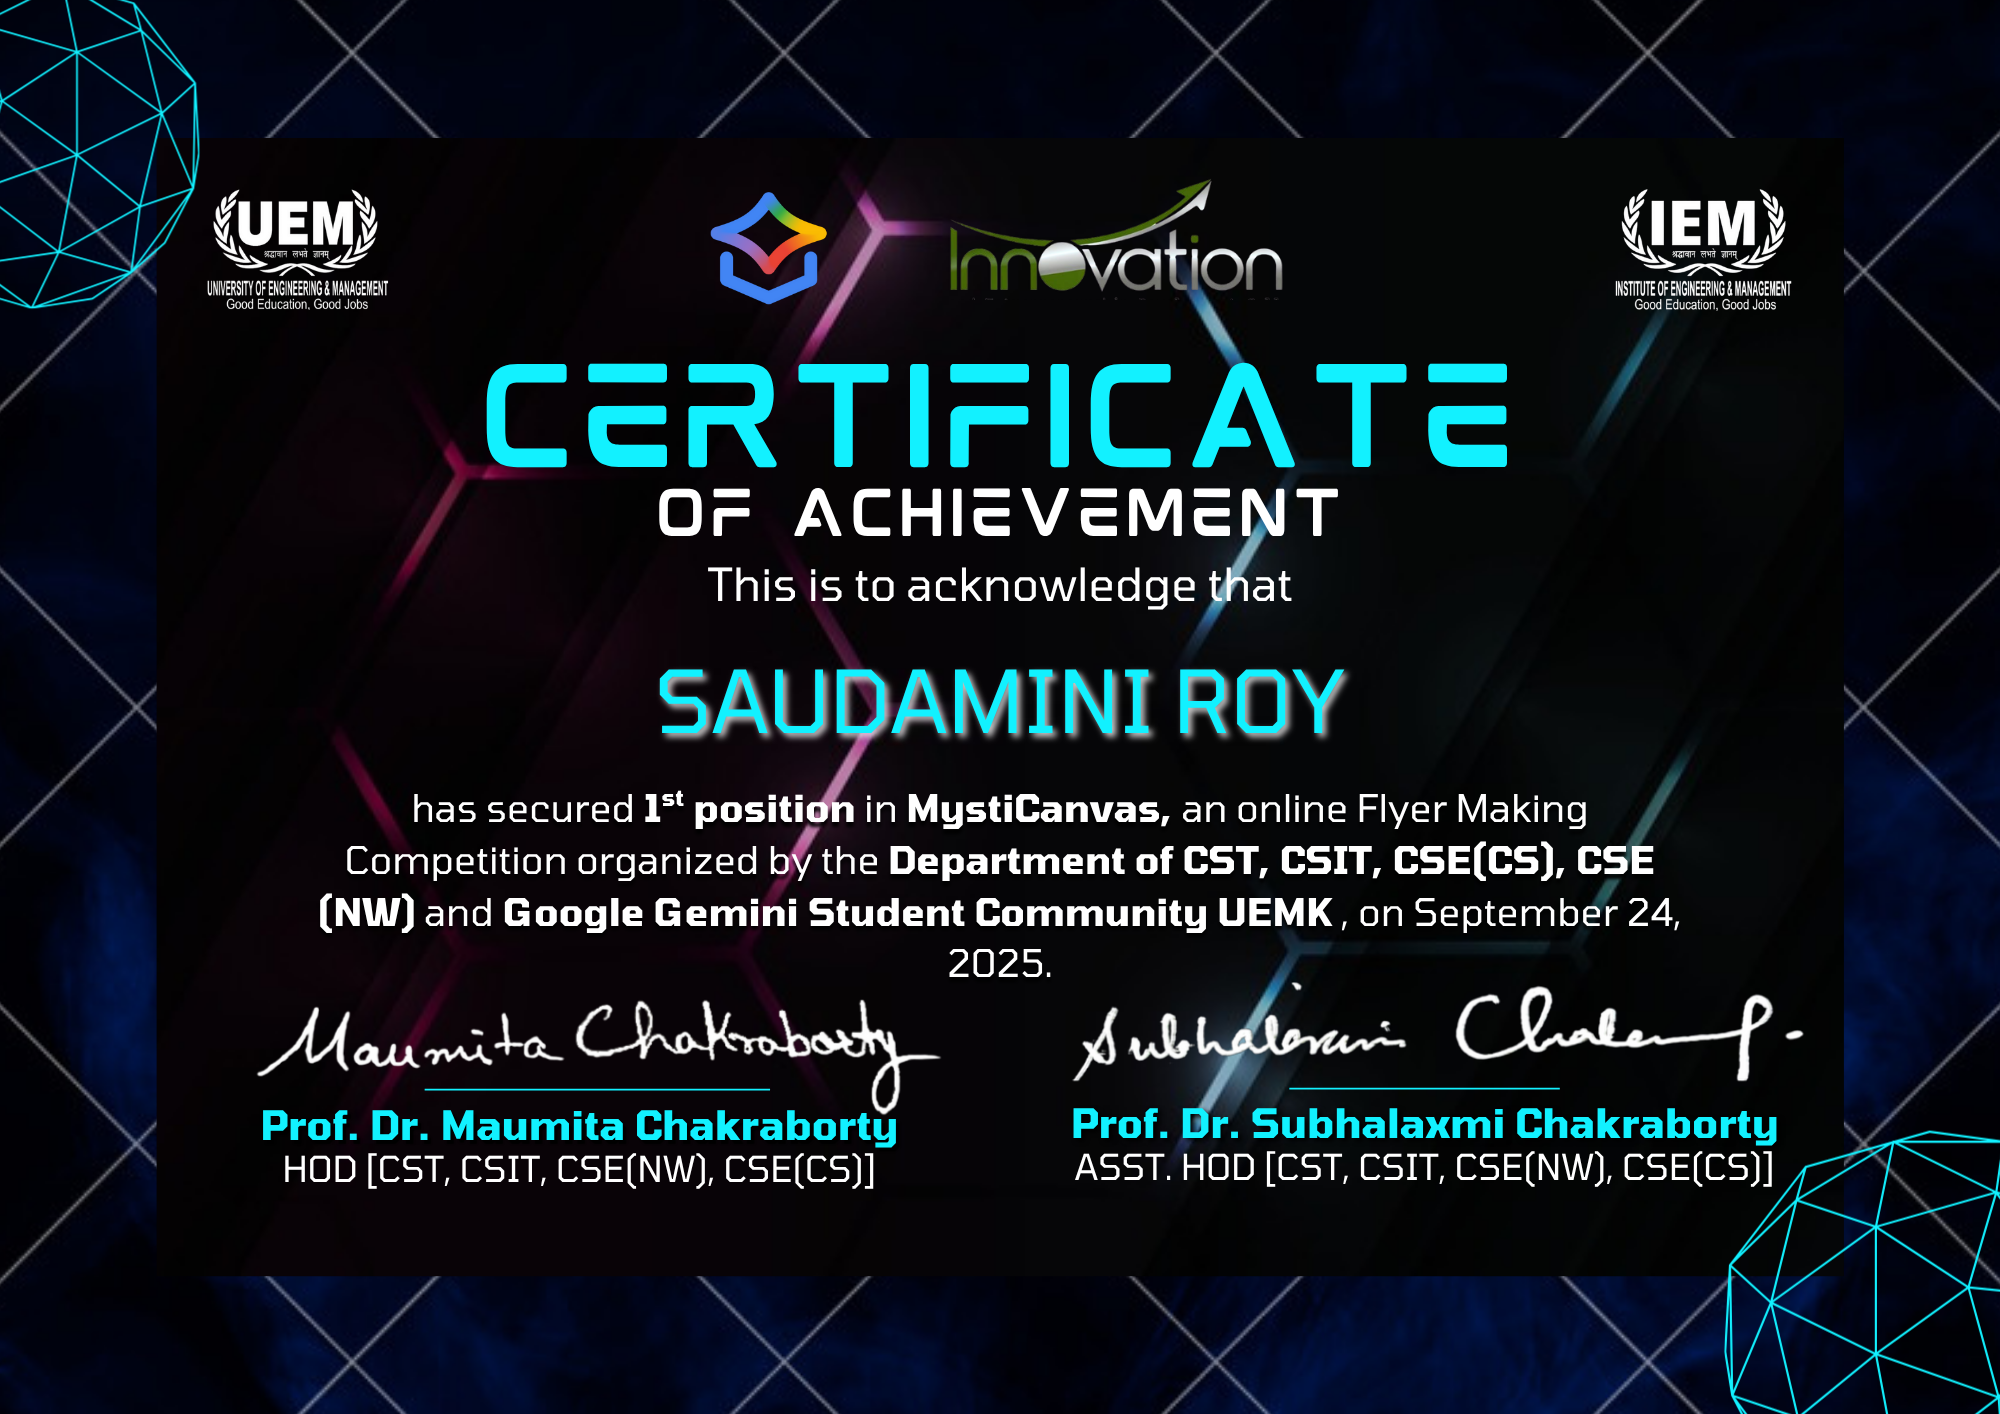 UEM
श्रद्धावान लभते ज्ञानम्
UNIVERSITY OF ENGINEERING & MANAGEMENT
Good Education, Good Jobs
Innovation
IEM
श्रद्धावान लभते ज्ञानम्
INSTITUTE OF ENGINEERING & MANAGEMENT
Good Education, Good Jobs
CERTIFICATE
OF ACHIEVEMENT
This is to acknowledge that
SAUDAMINI ROY
has secured 1st position in MystiCanvas, an online Flyer Making
Competition organized by the Department of CST, CSIT, CSE(CS), CSE
(NW) and Google Gemini Student Community UEMK , on September 24,
2025.
Maumita Chakraborty
Prof. Dr. Maumita Chakraborty
HOD [CST, CSIT, CSE(NW), CSE(CS)]
Prof. Dr. Subhalaxmi Chakraborty
ASST. HOD [CST, CSIT, CSE(NW), CSE(CS)]